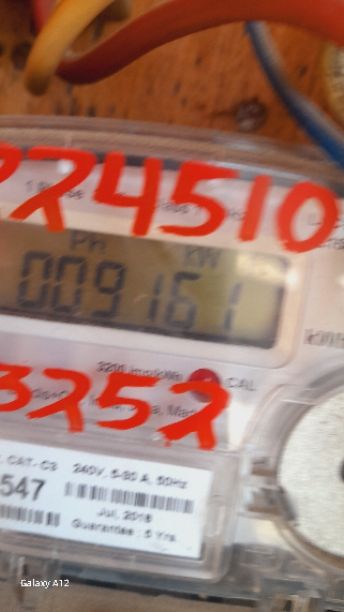 224510
Ph kW
009161
3200 imp/kWh CAL
3252
CAT-C3 240V, 5-80 A, 50Hz
547
Jul, 2018
Guarantee : 5 Yrs.
Galaxy A12